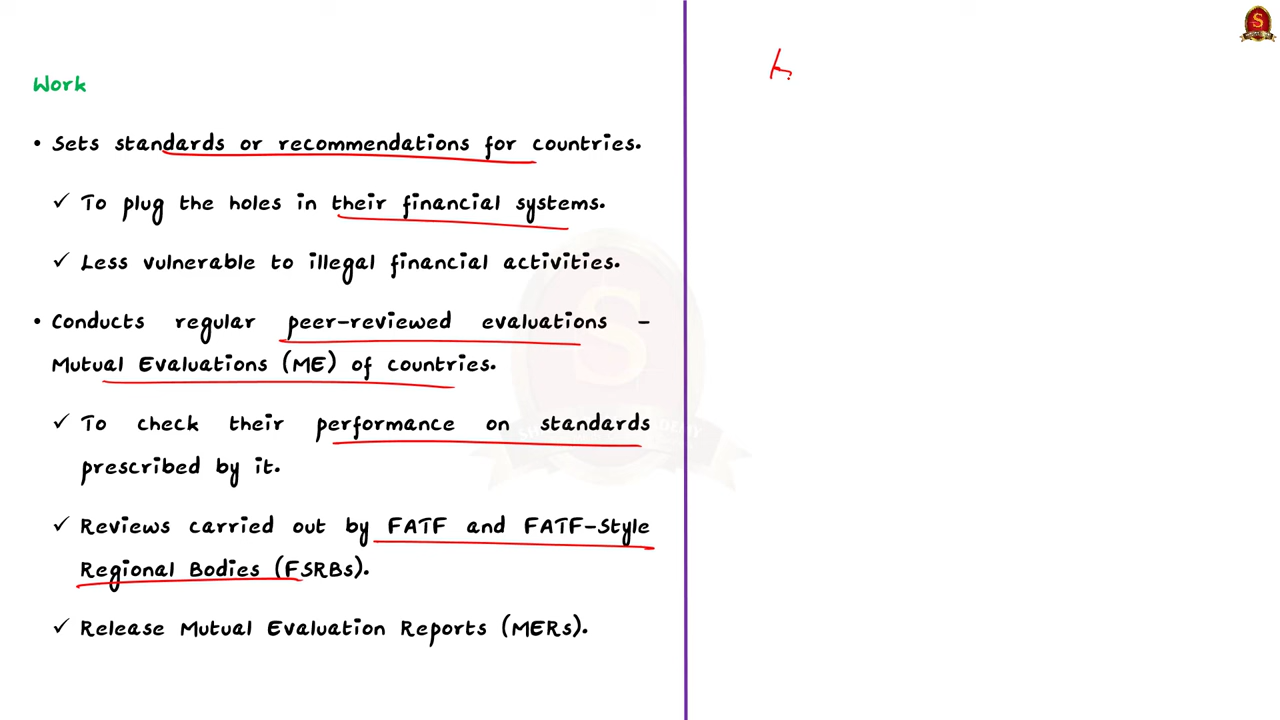 Work
• Sets standards or recommendations for countries.
✓ To plug the holes in their financial systems.
✓ Less vulnerable to illegal financial activities.
• Conducts regular peer-reviewed evaluations -
Mutual Evaluations (ME) of countries.
✓ To check their performance on standards
prescribed by it.
✓ Reviews carried out by FATF and FATF-Style
Regional Bodies (FSRBs).
✓ Release Mutual Evaluation Reports (MERs).
S